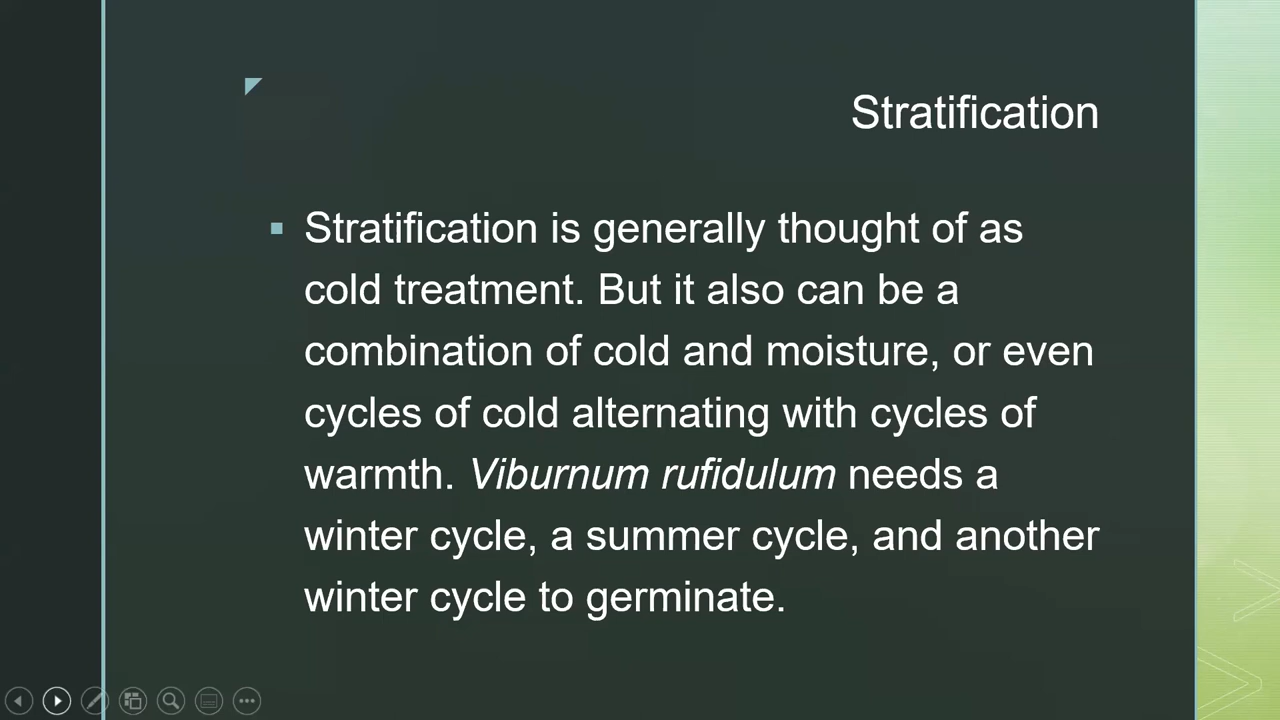 Stratification
Stratification is generally thought of as
cold treatment. But it also can be a
combination of cold and moisture, or even
cycles of cold alternating with cycles of
warmth. Viburnum rufidulum needs a
winter cycle, a summer cycle, and another
winter cycle to germinate.